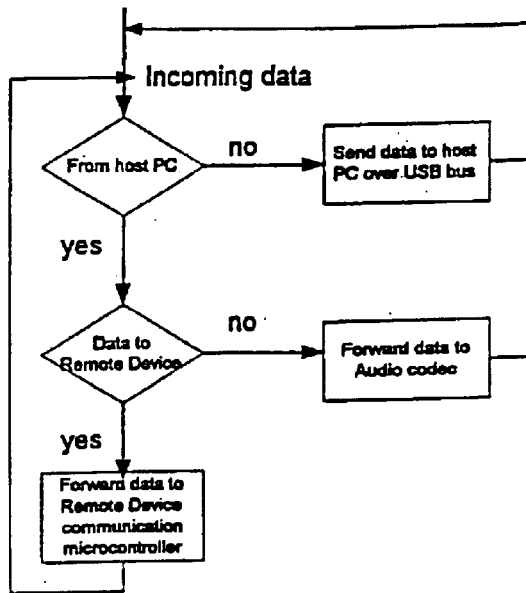 Incoming data
From host PC
no
Send data to host
PC over USB bus
yes
Data to
Remote Device
no
Forward data to
Audio codec
yes
Forward data to
Remote Device
communication
microcontroller